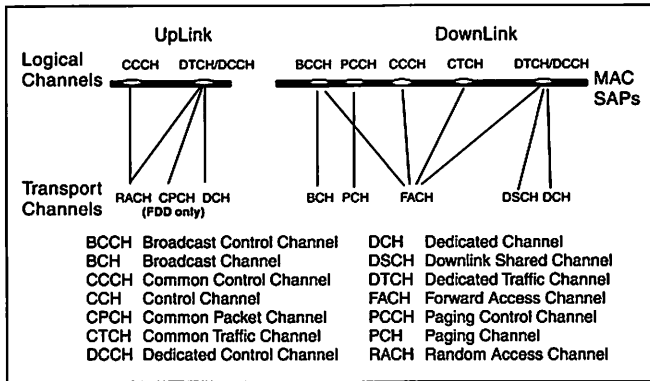 UpLink DownLink
Logical Channels CCCH DTCH/DCCH BCCH PCCH CCCH CTCH DTCH/DCCH MAC SAPs
Transport Channels RACH CPCH DCH BCH PCH FACH DSCH DCH
(FDD only)
BCCH Broadcast Control Channel DCH Dedicated Channel
BCH Broadcast Channel DSCH Downlink Shared Channel
CCCH Common Control Channel DTCH Dedicated Traffic Channel
CCH Control Channel FACH Forward Access Channel
CPCH Common Packet Channel PCCH Paging Control Channel
CTCH Common Traffic Channel PCH Paging Channel
DCCH Dedicated Control Channel RACH Random Access Channel